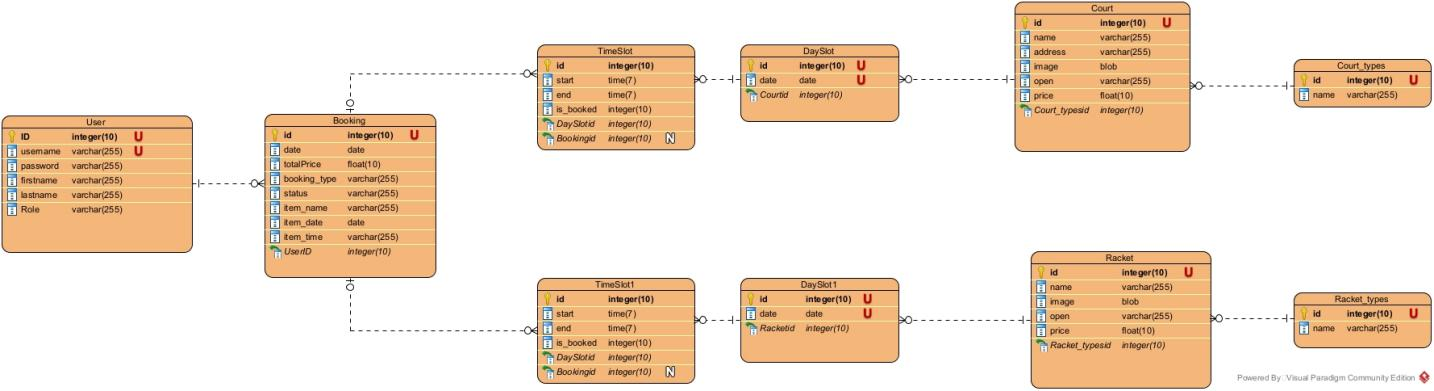 User
ID integer(10) U
username varchar(255) U
password varchar(255)
firstname varchar(255)
lastname varchar(255)
Role varchar(255)
Booking
id integer(10) U
date date
totalPrice float(10)
booking_type varchar(255)
status varchar(255)
item_name varchar(255)
item_date date
item_time varchar(255)
UserID integer(10)
TimeSlot
id integer(10)
start time(7)
end time(7)
is_booked integer(10)
DaySlotid integer(10)
Bookingid integer(10) N
DaySlot
id integer(10) U
date date U
Courtid integer(10)
Court
id integer(10) U
name varchar(255)
address varchar(255)
image blob
open varchar(255)
price float(10)
Court_typesid integer(10)
Court_types
id integer(10) U
name varchar(255)
TimeSlot1
id integer(10)
start time(7)
end time(7)
is_booked integer(10)
DaySlotid integer(10)
Bookingid integer(10) N
DaySlot1
id integer(10) U
date date U
Racketid integer(10)
Racket
id integer(10) U
name varchar(255)
image blob
open varchar(255)
price float(10)
Racket_typesid integer(10)
Racket_types
id integer(10) U
name varchar(255)
Powered By Visual Paradigm Community Edition